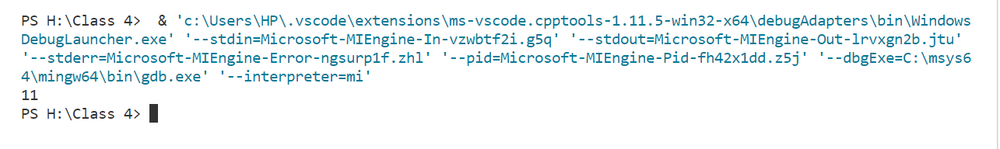 PS H:\Class 4>  & 'c:\Users\HP\.vscode\extensions\ms-vscode.cpptools-1.11.5-win32-x64\debugAdapters\bin\Windows
DebugLauncher.exe' '--stdin=Microsoft-MIEngine-In-vzwbtf2i.g5q' '--stdout=Microsoft-MIEngine-Out-lrvxgn2b.jtu'
'--stderr=Microsoft-MIEngine-Error-ngsurp1f.zhl' '--pid=Microsoft-MIEngine-Pid-fh42x1dd.z5j' '--dbgExe=C:\msys6
4\mingw64\bin\gdb.exe' '--interpreter=mi'
11
PS H:\Class 4>